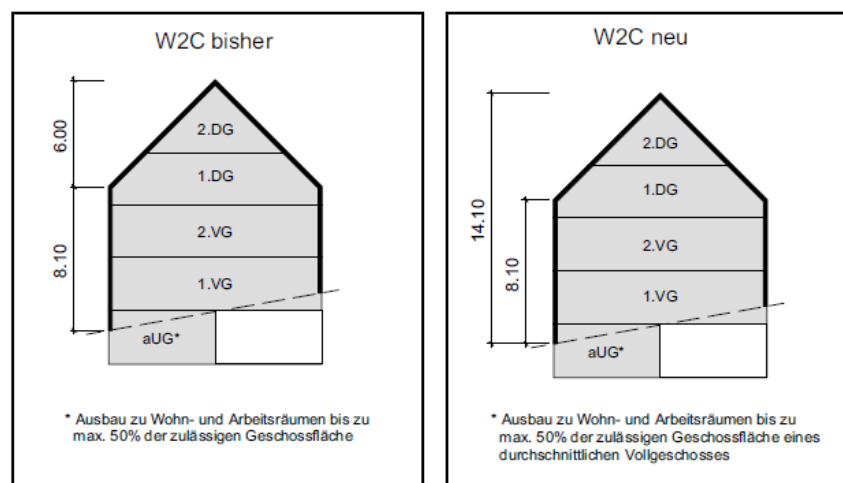 W2C bisher
6.00
8.10
2.DG
1.DG
2.VG
1.VG
aUG*
* Ausbau zu Wohn- und Arbeitsräumen bis zu
max. 50% der zulässigen Geschossfläche
W2C neu
14.10
8.10
2.DG
1.DG
2.VG
1.VG
aUG*
* Ausbau zu Wohn- und Arbeitsräumen bis zu
max. 50% der zulässigen Geschossfläche eines
durchschnittlichen Vollgeschosses